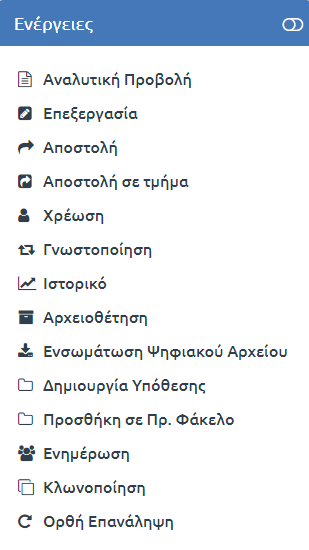 Ενέργειες
Αναλυτική Προβολή
Επεξεργασία
Αποστολή
Αποστολή σε τμήμα
Χρέωση
Γνωστοποίηση
Ιστορικό
Αρχειοθέτηση
Ενσωμάτωση Ψηφιακού Αρχείου
Δημιουργία Υπόθεσης
Προσθήκη σε Πρ. Φάκελο
Ενημέρωση
Κλωνοποίηση
Ορθή Επανάληψη